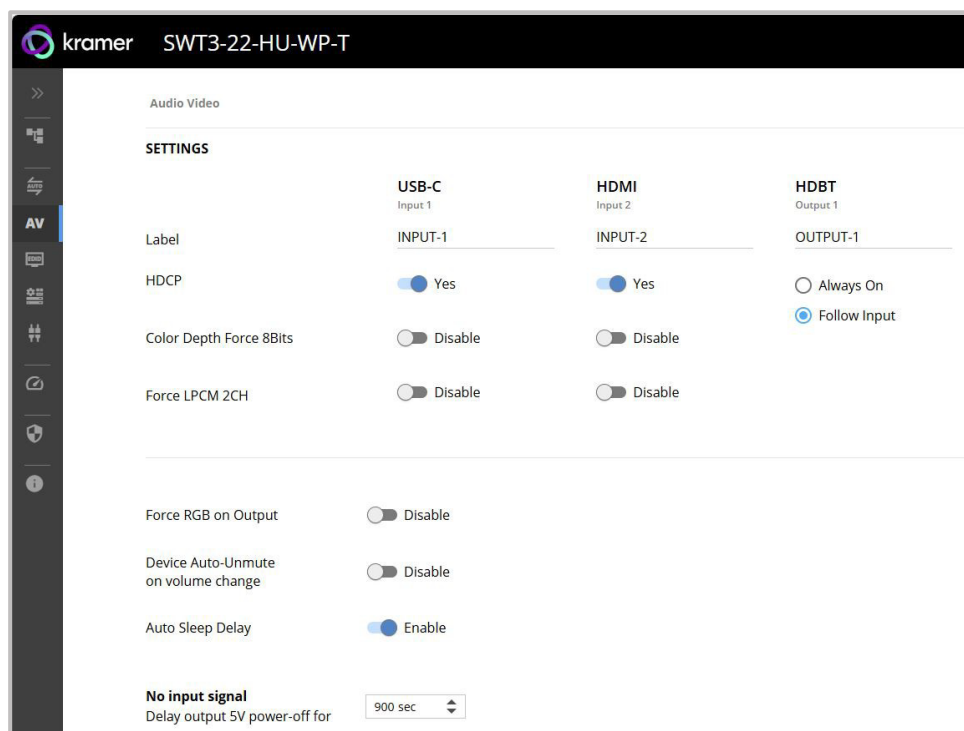 kramer SWT3-22-HU-WP-T
Audio Video
SETTINGS
USB-C HDMI HDBT
Input 1 Input 2 Output 1
AUTO
AV
EDID
Label INPUT-1 INPUT-2 OUTPUT-1
HDCP Yes Yes Always On
Follow Input
Color Depth Force 8Bits Disable Disable
Force LPCM 2CH Disable Disable
Force RGB on Output Disable
Device Auto-Unmute
on volume change Disable
Auto Sleep Delay Enable
No input signal
Delay output 5V power-off for 900 sec